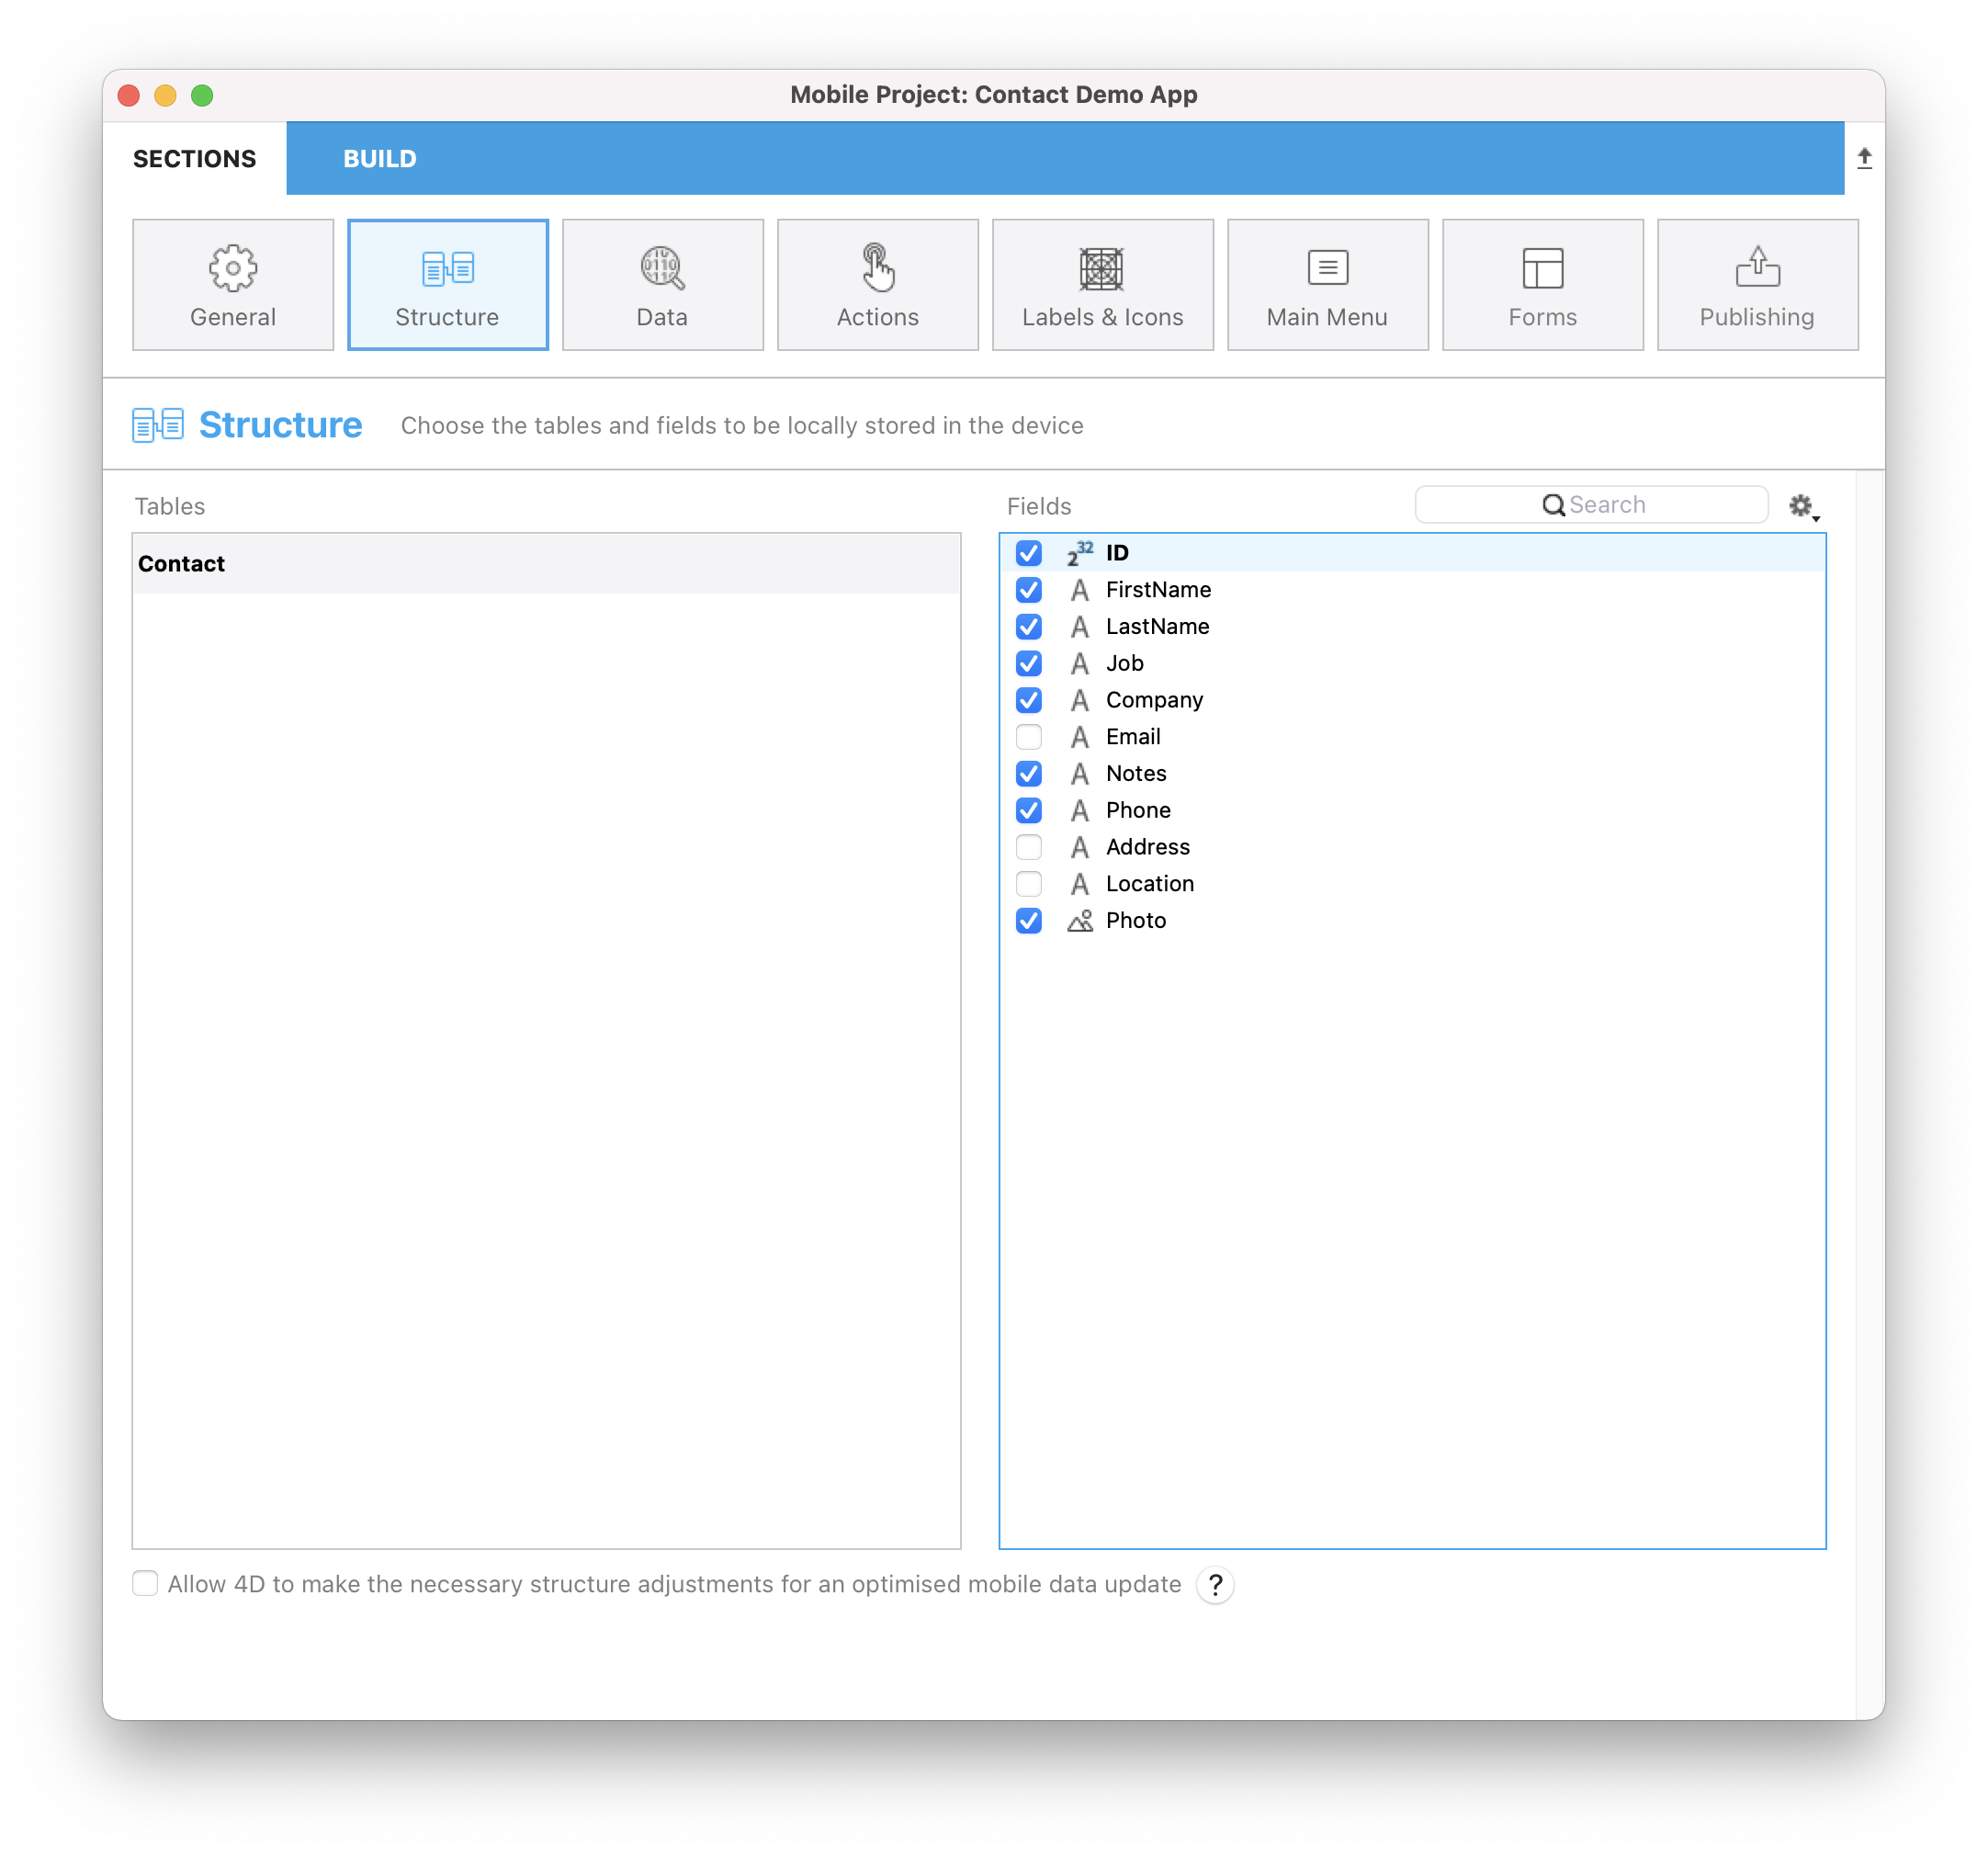 Mobile Project: Contact Demo App
SECTIONS BUILD
General Structure Data Actions Labels & Icons Main Menu Forms Publishing
Structure Choose the tables and fields to be locally stored in the device
Tables
Contact
Fields Search
2³² ID
A FirstName
A LastName
A Job
A Company
A Email
A Notes
A Phone
A Address
A Location
Photo
Allow 4D to make the necessary structure adjustments for an optimised mobile data update ?